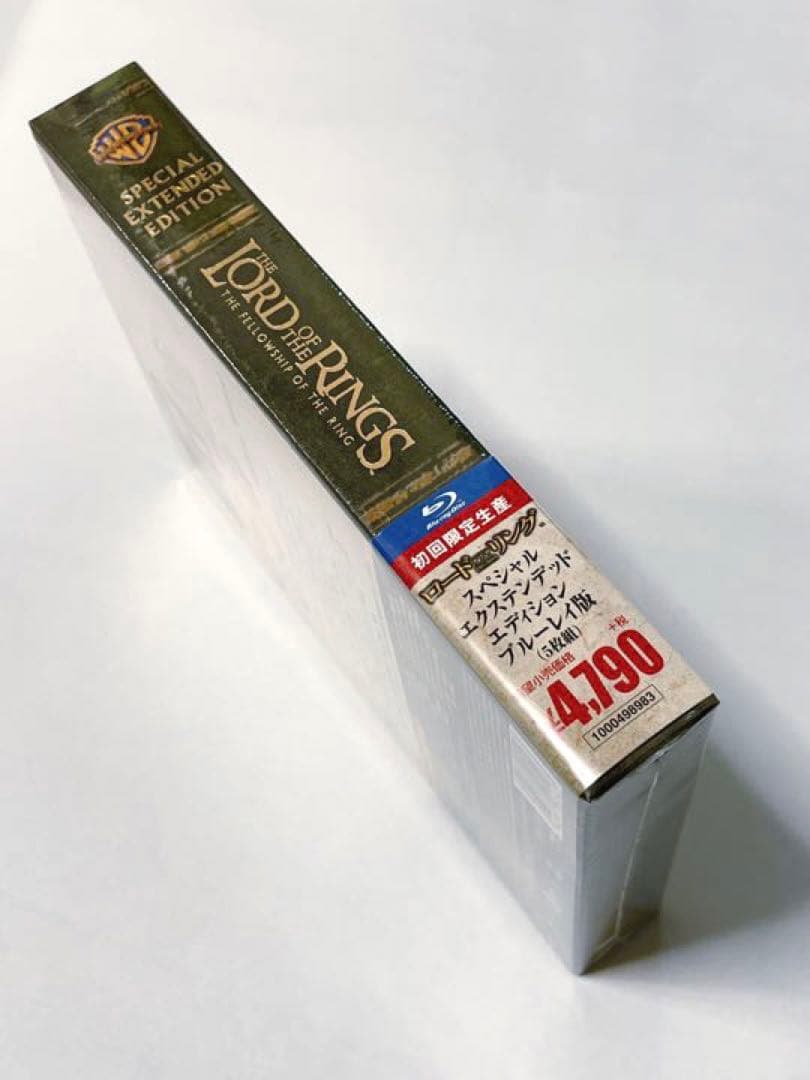 WB
SPECIAL
EXTENDED
EDITION
THE
LORD
OF
THE
RINGS
THE FELLOWSHIP OF THE RING
Blu-ray Disc
初回限定生産
ロード・オブ・ザ・リング
スペシャル
エクステンデッド
エディション
ブルーレイ版
(5枚組)
望小売価格
+税
¥4,790
1000498983